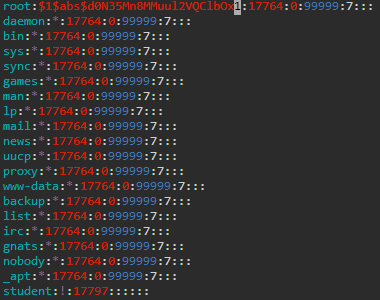 root:$1$abs$d0N35Mn8MMuul2VQClbOx1:17764:0:99999:7:::
daemon:*:17764:0:99999:7:::
bin:*:17764:0:99999:7:::
sys:*:17764:0:99999:7:::
sync:*:17764:0:99999:7:::
games:*:17764:0:99999:7:::
man:*:17764:0:99999:7:::
lp:*:17764:0:99999:7:::
mail:*:17764:0:99999:7:::
news:*:17764:0:99999:7:::
uucp:*:17764:0:99999:7:::
proxy:*:17764:0:99999:7:::
www-data:*:17764:0:99999:7:::
backup:*:17764:0:99999:7:::
list:*:17764:0:99999:7:::
irc:*:17764:0:99999:7:::
gnats:*:17764:0:99999:7:::
nobody:*:17764:0:99999:7:::
_apt:*:17764:0:99999:7:::
student:!:17797::::::